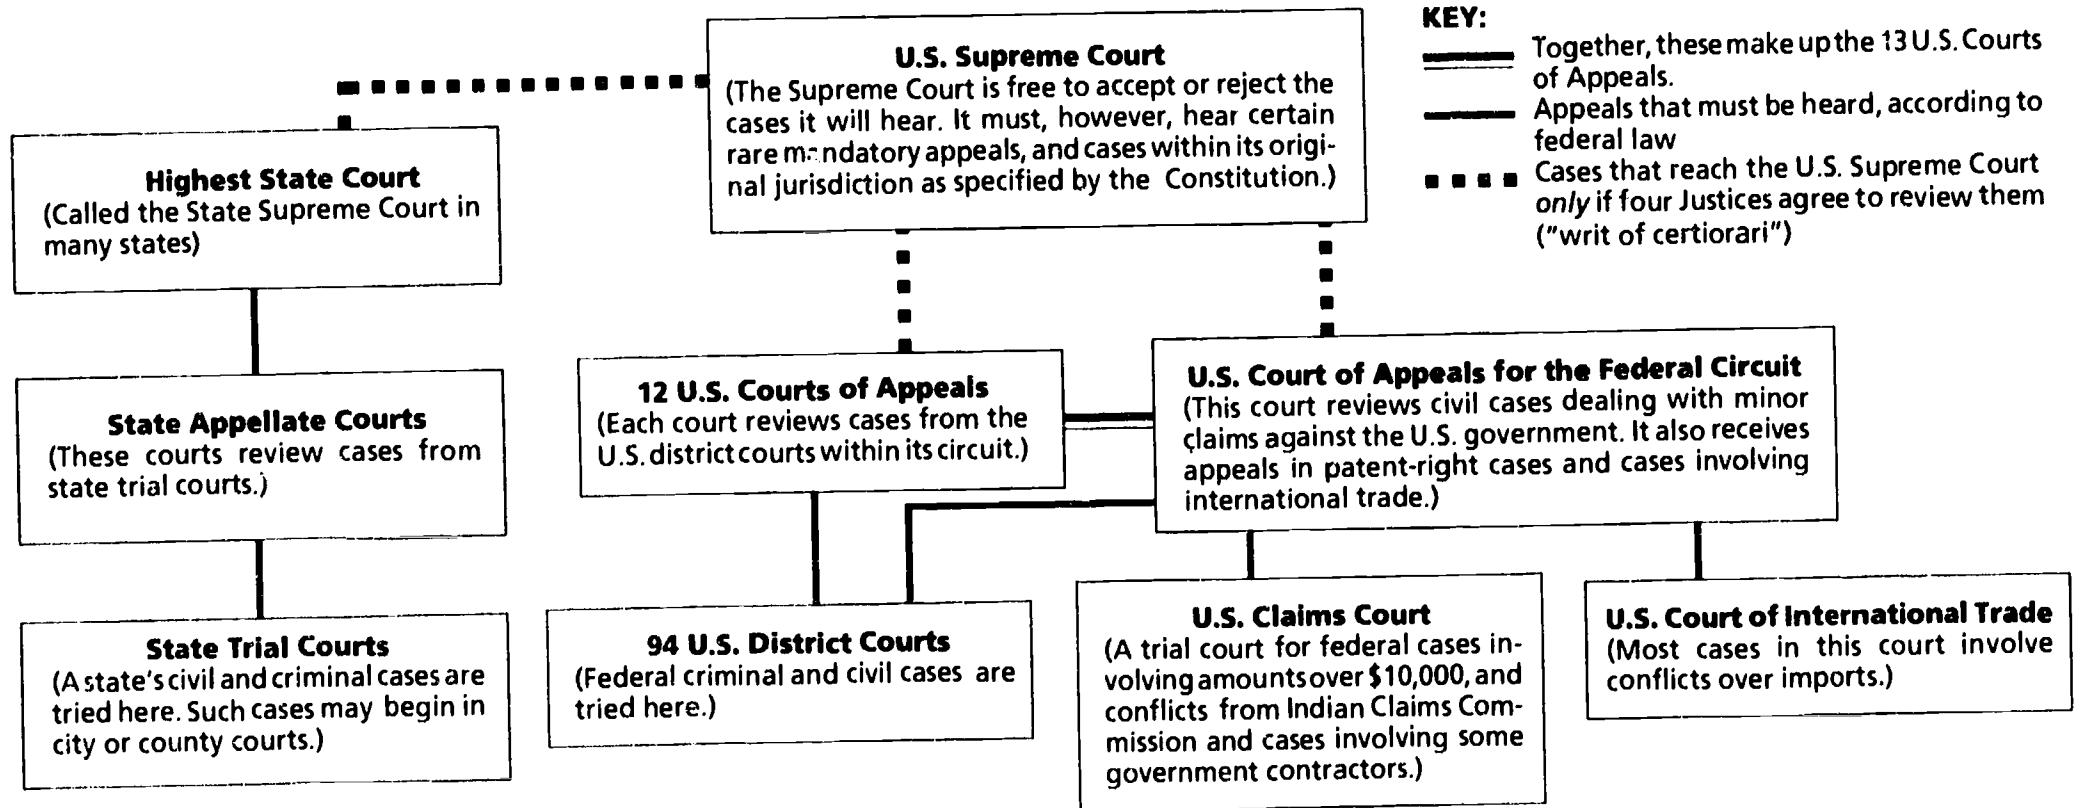 U.S. Supreme Court
(The Supreme Court is free to accept or reject the
cases it will hear. It must, however, hear certain
rare mandatory appeals, and cases within its origi-
nal jurisdiction as specified by the Constitution.)
KEY:
Together, these make up the 13 U.S. Courts
of Appeals.
Appeals that must be heard, according to
federal law
Cases that reach the U.S. Supreme Court
only if four Justices agree to review them
("writ of certiorari")
Highest State Court
(Called the State Supreme Court in
many states)
State Appellate Courts
(These courts review cases from
state trial courts.)
State Trial Courts
(A state's civil and criminal cases are
tried here. Such cases may begin in
city or county courts.)
12 U.S. Courts of Appeals
(Each court reviews cases from the
U.S. district courts within its circuit.)
U.S. Court of Appeals for the Federal Circuit
(This court reviews civil cases dealing with minor
claims against the U.S. government. It also receives
appeals in patent-right cases and cases involving
international trade.)
94 U.S. District Courts
(Federal criminal and civil cases are
tried here.)
U.S. Claims Court
(A trial court for federal cases in-
volving amounts over $10,000, and
conflicts from Indian Claims Com-
mission and cases involving some
government contractors.)
U.S. Court of International Trade
(Most cases in this court involve
conflicts over imports.)